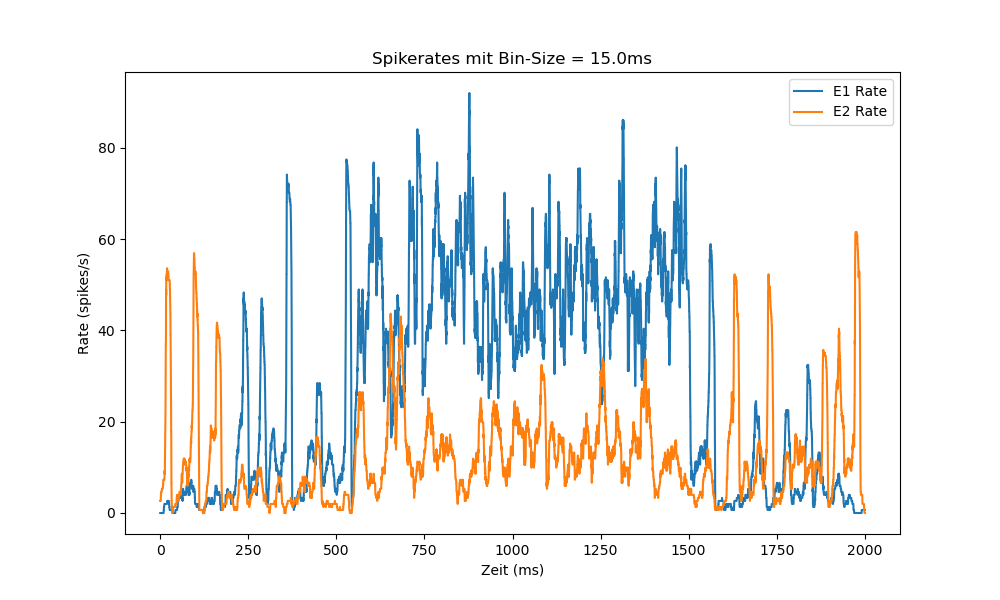 Spikerates mit Bin-Size = 15.0ms
E1 Rate
E2 Rate
Rate (spikes/s)
80
60
40
20
0
0 250 500 750 1000 1250 1500 1750 2000
Zeit (ms)